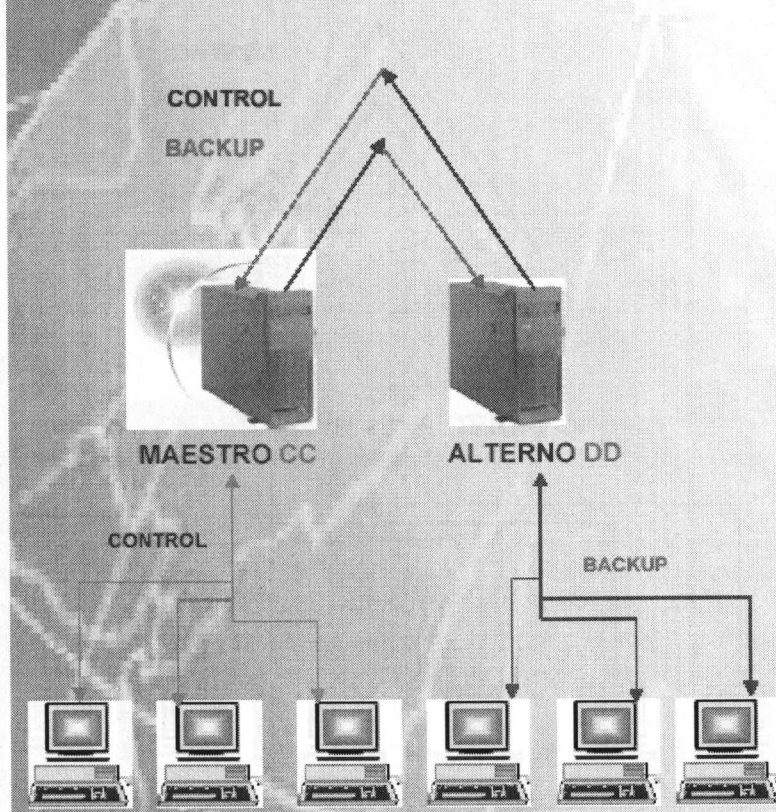 CONTROL
BACKUP
MAESTRO CC
ALTERNO DD
CONTROL
BACKUP